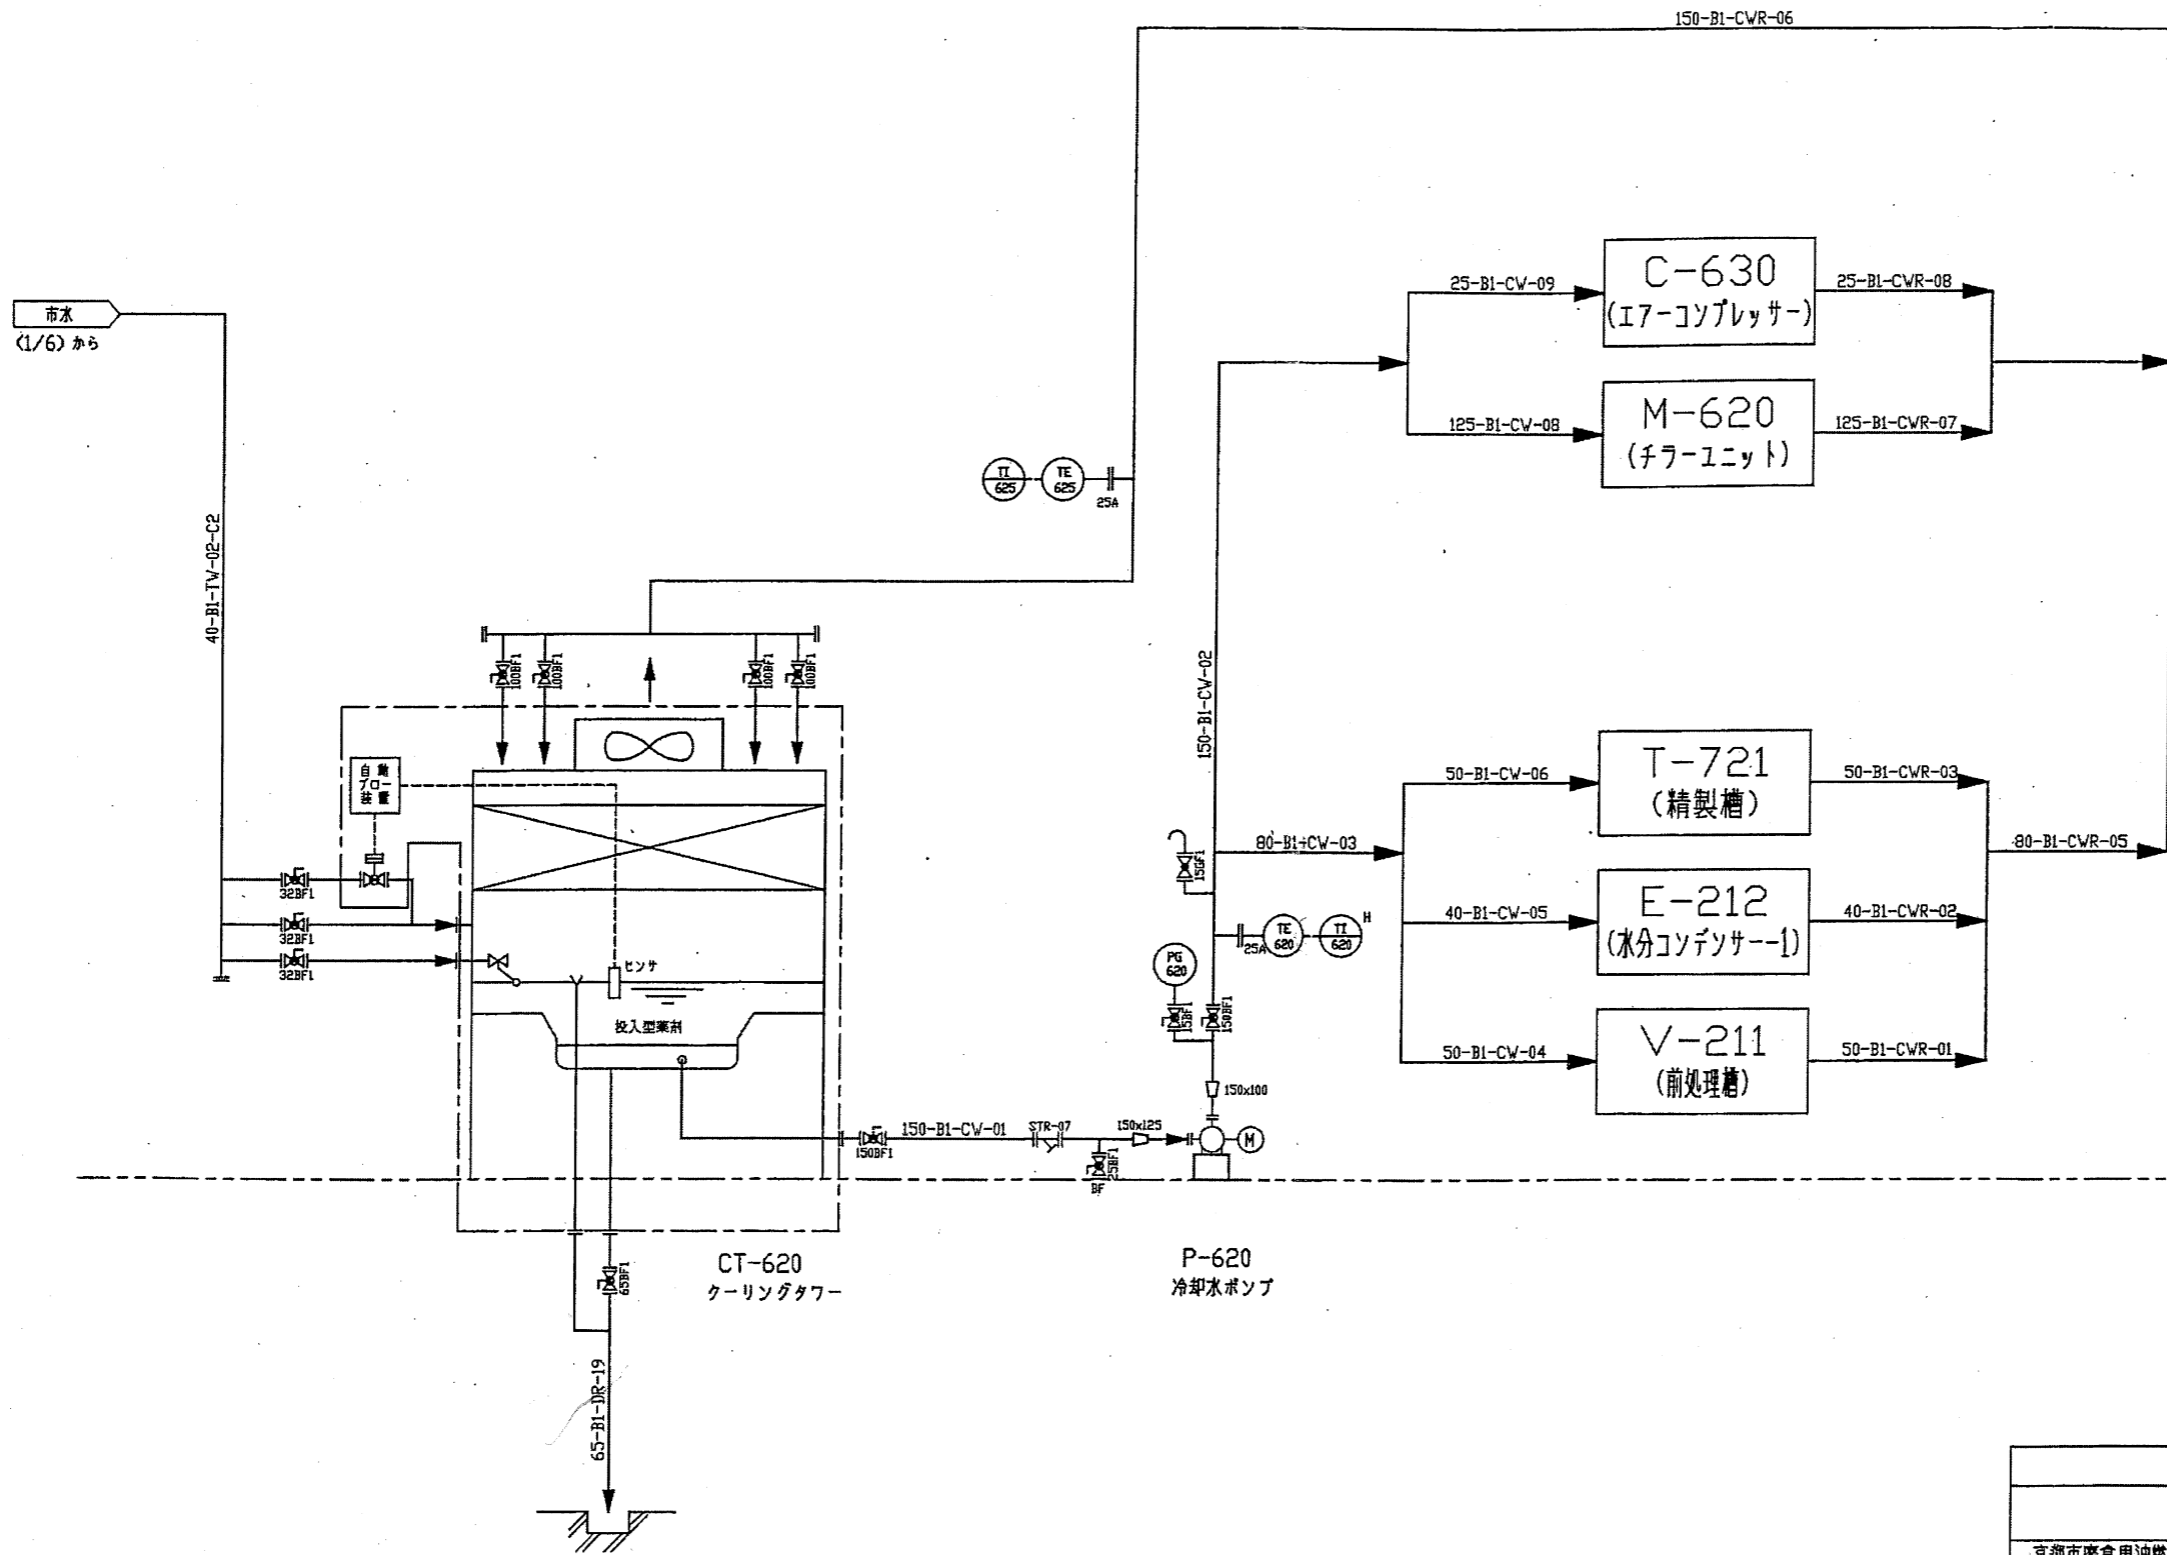 150-B1-CWR-06
市水
(1/6)から
40-B1-TW-02-C2
25-B1-CW-09
C-630
(エアーコンプレッサー)
25-B1-CWR-08
125-B1-CW-08
M-620
(チラーユニット)
125-B1-CWR-07
TI
625
TE
625
25A
100BF1
100BF1
100BF1
100BF1
150-B1-CW-02
自動
ブロー
装置
32BF1
32BF1
32BF1
センサ
投入型薬剤
15GF1
80-B1-CW-03
50-B1-CW-06
T-721
(精製槽)
50-B1-CWR-03
80-B1-CWR-05
40-B1-CW-05
E-212
(水分コンデンサー-1)
40-B1-CWR-02
50-B1-CW-04
V-211
(前処理槽)
50-B1-CWR-01
25A
TE
620
TI
620
H
PG
620
15BF1
150BF1
150x100
150BF1
150-B1-CW-01
STR-07
150x125
25BF1
BF
M
CT-620
クーリングタワー
P-620
冷却水ポンプ
65BF1
65-B1-DR-19
京都市廃食用油燃